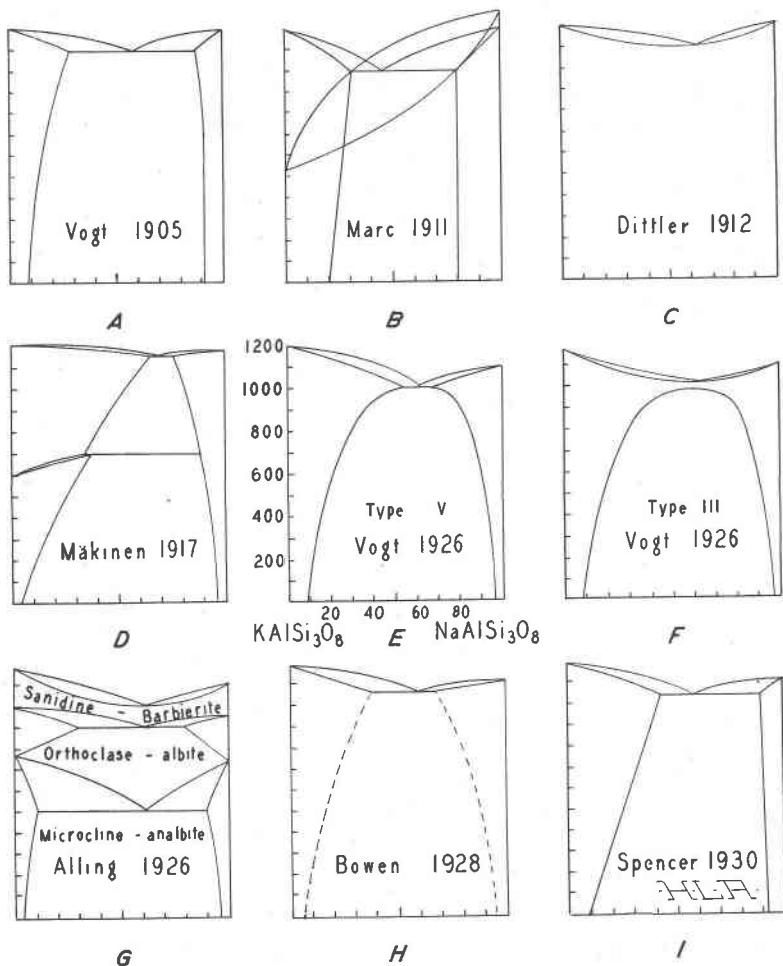 Vogt 1905
Marc 1911
Dittler 1912
A
B
C
1200
1000
800
600
400
200
Mäkinen 1917
Type V
Vogt 1926
Type III
Vogt 1926
20 40 60 80
KAlSi₃O₈ NaAlSi₃O₈
D
E
F
Sanidine - Barbierite
Orthoclase - albite
Microcline - analbite
Alling 1926
Bowen 1928
Spencer 1930
H·L·A
G
H
I